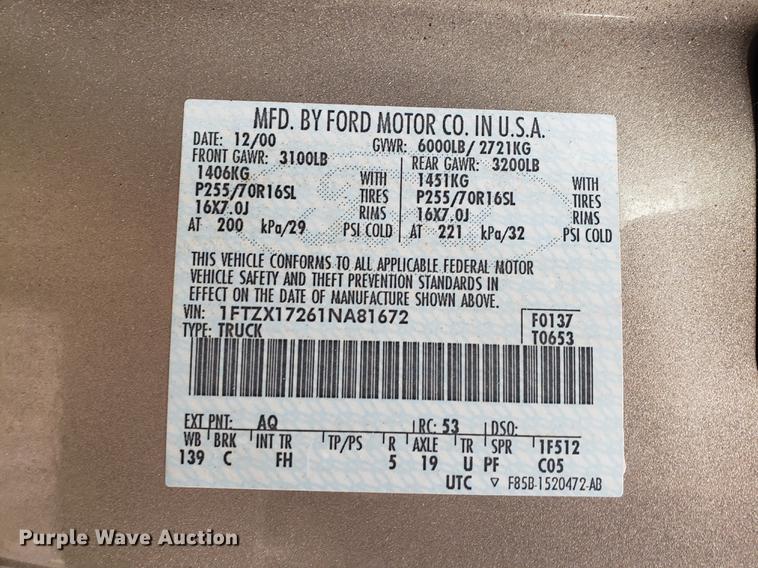 MFD. BY FORD MOTOR CO. IN U.S.A.
DATE: 12/00 GVWR: 6000LB/ 2721KG
FRONT GAWR: 3100LB REAR GAWR: 3200LB
1406KG WITH 1451KG WITH
P255/70R16SL TIRES P255/70R16SL TIRES
16X7.0J RIMS 16X7.0J RIMS
AT 200 kPa/29 PSI COLD AT 221 kPa/32 PSI COLD
THIS VEHICLE CONFORMS TO ALL APPLICABLE FEDERAL MOTOR
VEHICLE SAFETY AND THEFT PREVENTION STANDARDS IN
EFFECT ON THE DATE OF MANUFACTURE SHOWN ABOVE.
VIN: 1FTZX17261NA81672 F0137
TYPE: TRUCK T0653
EXT PNT: AQ RC: 53 DSO:
WB BRK INT TR TP/PS R AXLE TR SPR 1F512
139 C FH 5 19 U PF C05
UTC ▽ F85B-1520472-AB
Purple Wave Auction